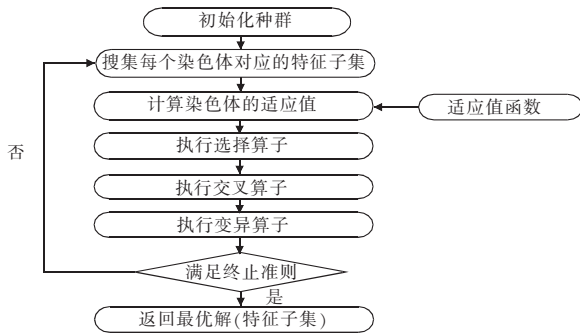 初始化种群
搜集每个染色体对应的特征子集
计算染色体的适应值
适应值函数
执行选择算子
否
执行交叉算子
执行变异算子
满足终止准则
是
返回最优解(特征子集)